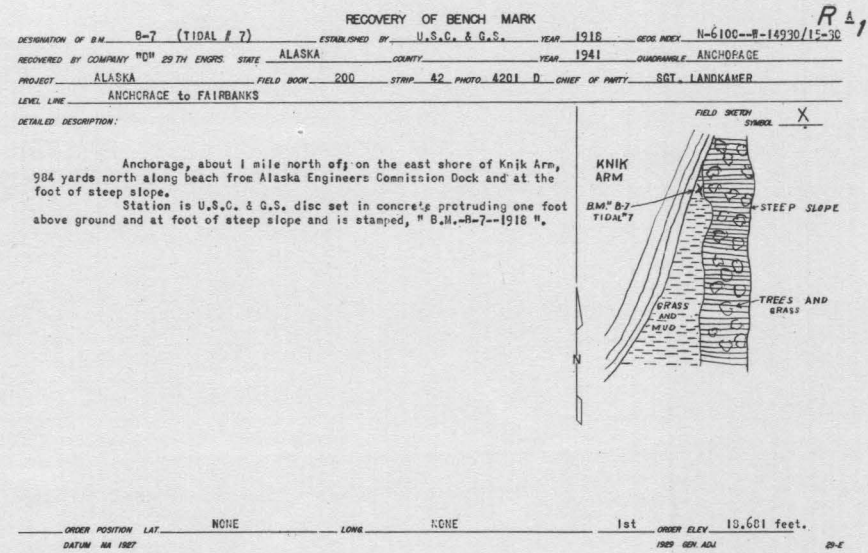 RECOVERY OF BENCH MARK
R
DESIGNATION OF B.M. B-7 (TIDAL # 7) ESTABLISHED BY U.S.C. & G.S. YEAR 1918 GEOG. INDEX N-6100--W-14930/15-30
RECOVERED BY COMPANY "D" 29 TH ENGRS. STATE ALASKA COUNTY YEAR 1941 QUADRANGLE ANCHORAGE
PROJECT ALASKA FIELD BOOK 200 STRIP 42 PHOTO 4201 D CHIEF OF PARTY SGT. LANDKAMER
LEVEL LINE ANCHORAGE to FAIRBANKS
DETAILED DESCRIPTION:
FIELD SKETCH
SYMBOL X
Anchorage, about 1 mile north of; on the east shore of Knik Arm,
984 yards north along beach from Alaska Engineers Commission Dock and at the
foot of steep slope.
Station is U.S.C. & G.S. disc set in concrete protruding one foot
above ground and at foot of steep slope and is stamped, " B.M.-B-7--1918 ".
KNIK
ARM
X
B.M." B-7
TIDAL"7
STEEP SLOPE
GRASS
AND
MUD
TREES AND
GRASS
N
ORDER POSITION LAT NONE LONG NONE 1st ORDER ELEV feet.
DATUM NA 1927 1929 GEN. ADJ. 29-E